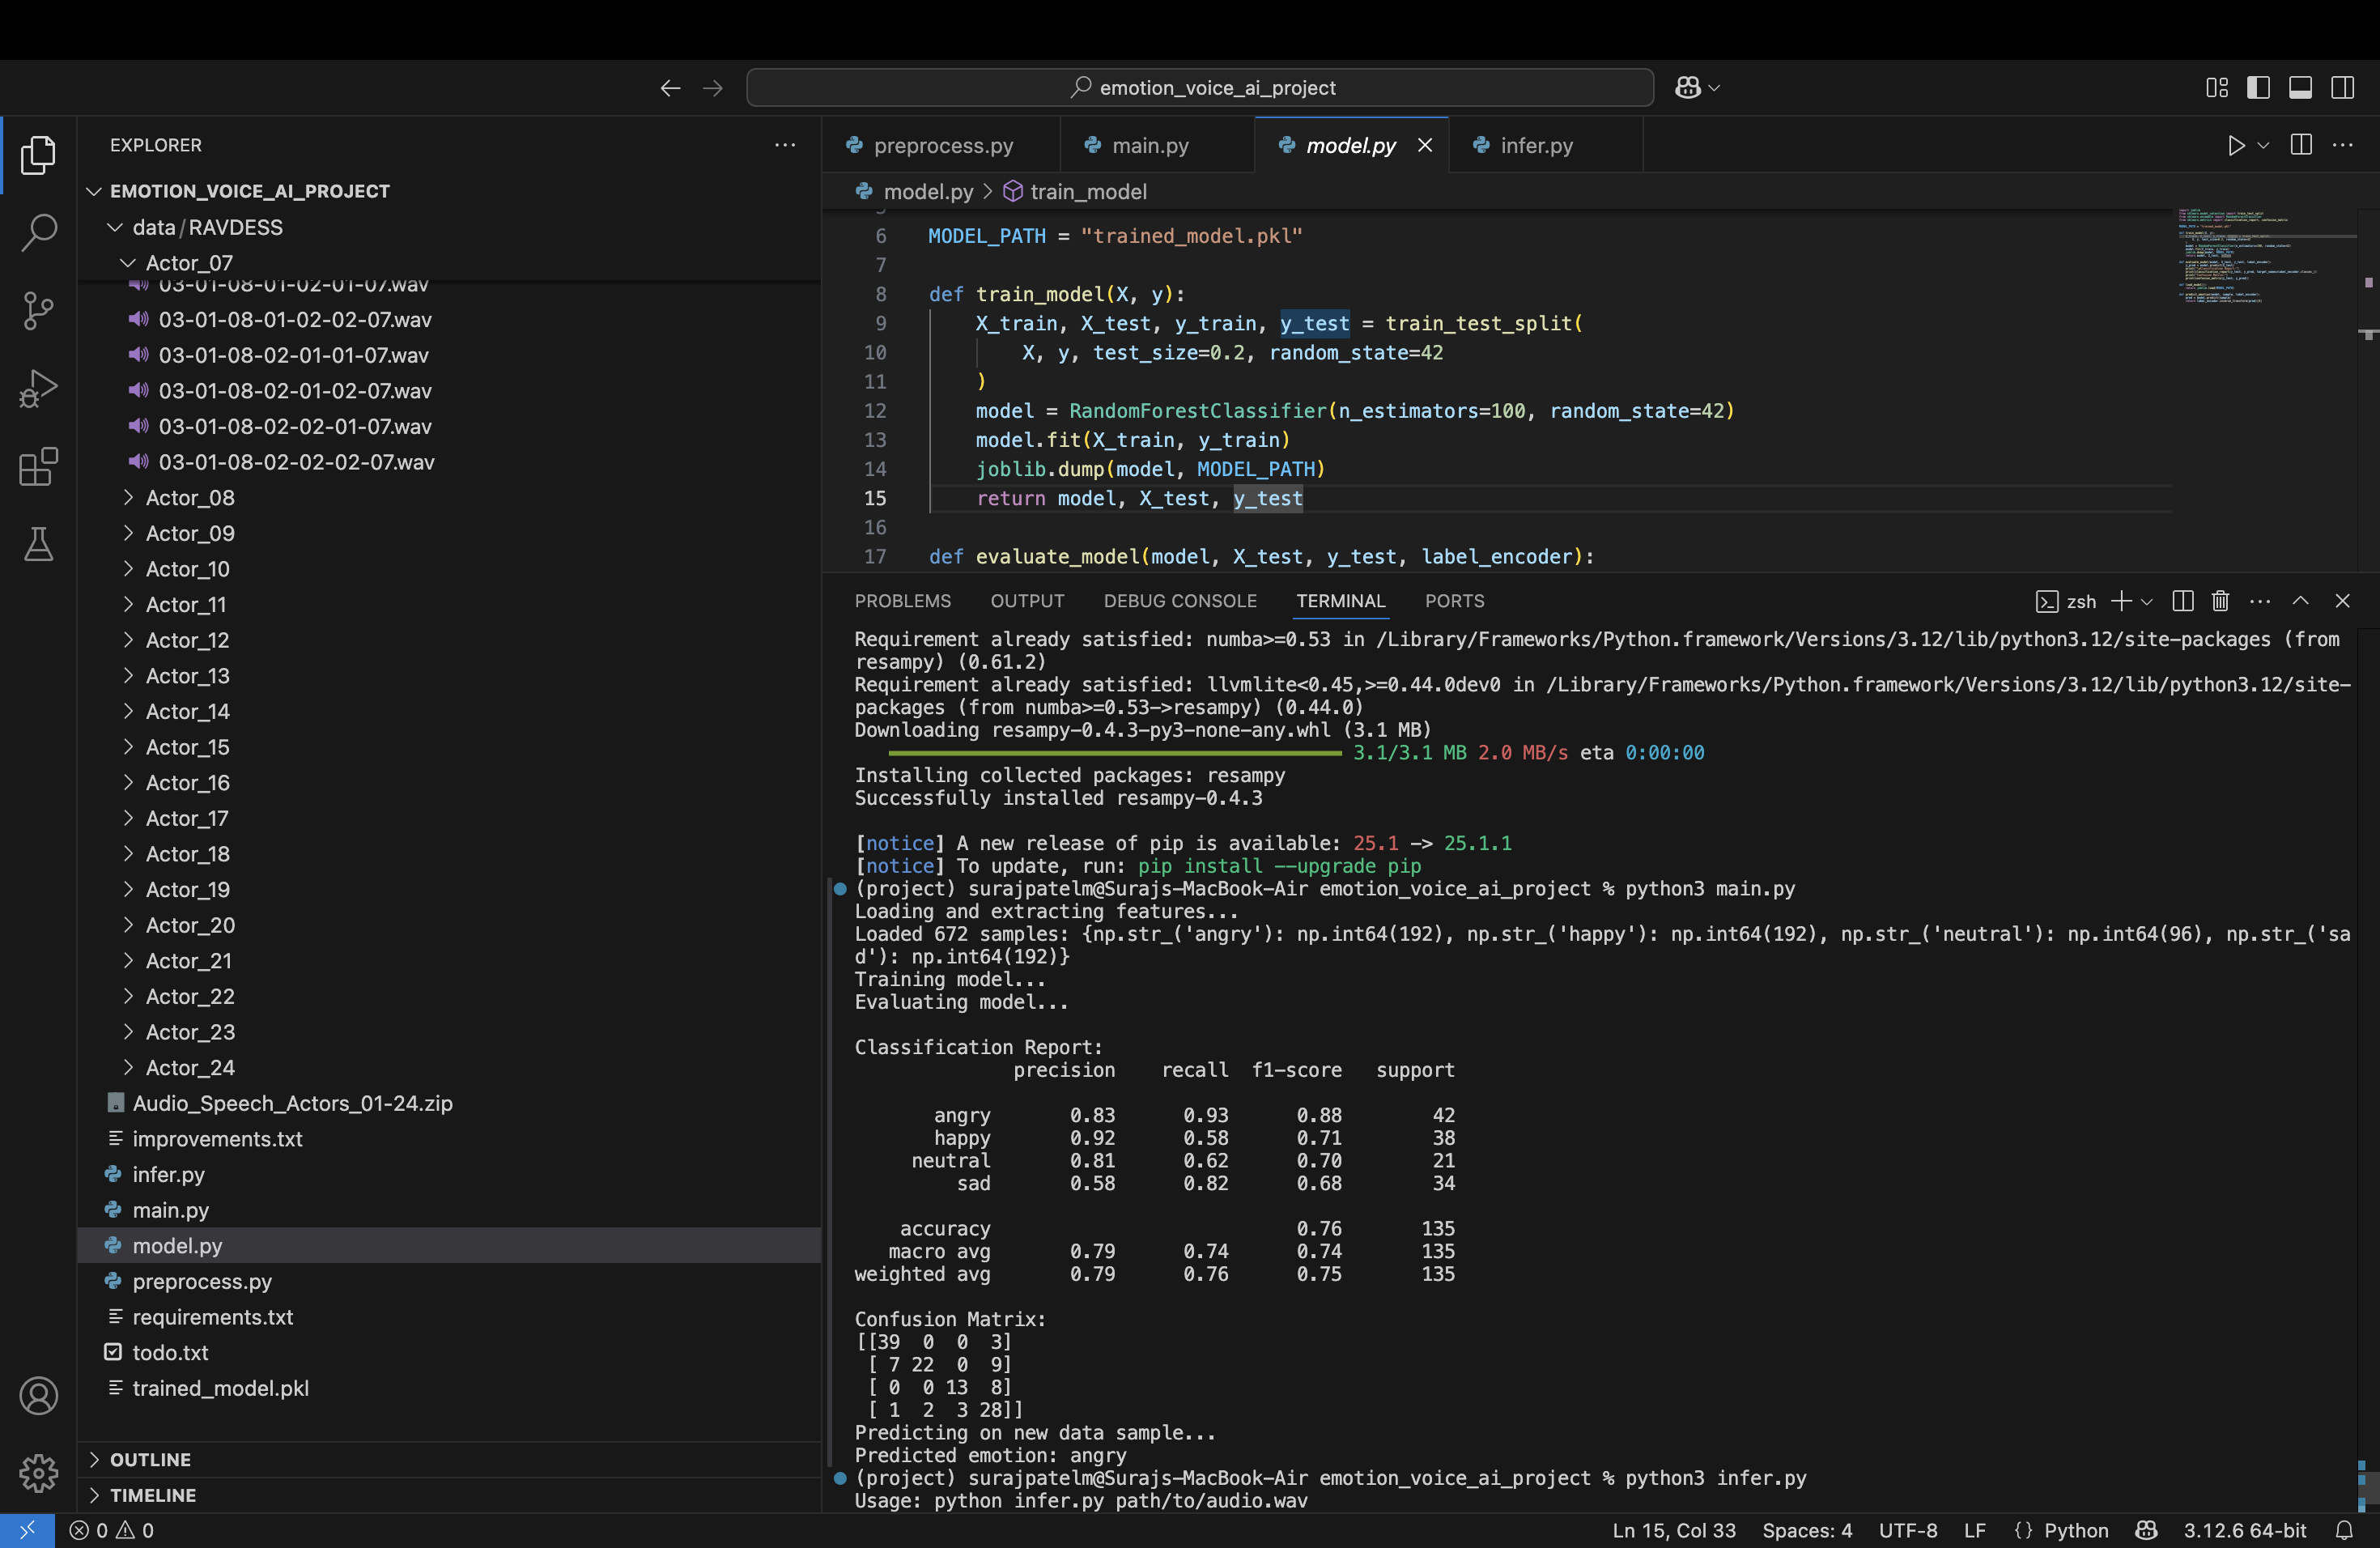 emotion_voice_ai_project
EXPLORER
EMOTION_VOICE_AI_PROJECT
data/RAVDESS
Actor_07
03-01-08-01-02-01-07.wav
03-01-08-01-02-02-07.wav
03-01-08-02-01-01-07.wav
03-01-08-02-01-02-07.wav
03-01-08-02-02-01-07.wav
03-01-08-02-02-02-07.wav
Actor_08
Actor_09
Actor_10
Actor_11
Actor_12
Actor_13
Actor_14
Actor_15
Actor_16
Actor_17
Actor_18
Actor_19
Actor_20
Actor_21
Actor_22
Actor_23
Actor_24
Audio_Speech_Actors_01-24.zip
improvements.txt
infer.py
main.py
model.py
preprocess.py
requirements.txt
todo.txt
trained_model.pkl
OUTLINE
TIMELINE
preprocess.py main.py model.py infer.py
model.py > train_model
6 MODEL_PATH = "trained_model.pkl"
7
8 def train_model(X, y):
9 X_train, X_test, y_train, y_test = train_test_split(
10 X, y, test_size=0.2, random_state=42
11 )
12 model = RandomForestClassifier(n_estimators=100, random_state=42)
13 model.fit(X_train, y_train)
14 joblib.dump(model, MODEL_PATH)
15 return model, X_test, y_test
16
17 def evaluate_model(model, X_test, y_test, label_encoder):
PROBLEMS OUTPUT DEBUG CONSOLE TERMINAL PORTS zsh
Requirement already satisfied: numba>=0.53 in /Library/Frameworks/Python.framework/Versions/3.12/lib/python3.12/site-packages (from
resampy) (0.61.2)
Requirement already satisfied: llvmlite<0.45,>=0.44.0dev0 in /Library/Frameworks/Python.framework/Versions/3.12/lib/python3.12/site-
packages (from numba>=0.53->resampy) (0.44.0)
Downloading resampy-0.4.3-py3-none-any.whl (3.1 MB)
3.1/3.1 MB 2.0 MB/s eta 0:00:00
Installing collected packages: resampy
Successfully installed resampy-0.4.3
[notice] A new release of pip is available: 25.1 -> 25.1.1
[notice] To update, run: pip install --upgrade pip
(project) surajpatelm@Surajs-MacBook-Air emotion_voice_ai_project % python3 main.py
Loading and extracting features...
Loaded 672 samples: {np.str_('angry'): np.int64(192), np.str_('happy'): np.int64(192), np.str_('neutral'): np.int64(96), np.str_('sa
d'): np.int64(192)}
Training model...
Evaluating model...
Classification Report:
precision recall f1-score support
angry 0.83 0.93 0.88 42
happy 0.92 0.58 0.71 38
neutral 0.81 0.62 0.70 21
sad 0.58 0.82 0.68 34
accuracy 0.76 135
macro avg 0.79 0.74 0.74 135
weighted avg 0.79 0.76 0.75 135
Confusion Matrix:
[[39 0 0 3]
[ 7 22 0 9]
[ 0 0 13 8]
[ 1 2 3 28]]
Predicting on new data sample...
Predicted emotion: angry
(project) surajpatelm@Surajs-MacBook-Air emotion_voice_ai_project % python3 infer.py
Usage: python infer.py path/to/audio.wav
0 0 Ln 15, Col 33 Spaces: 4 UTF-8 LF {} Python 3.12.6 64-bit